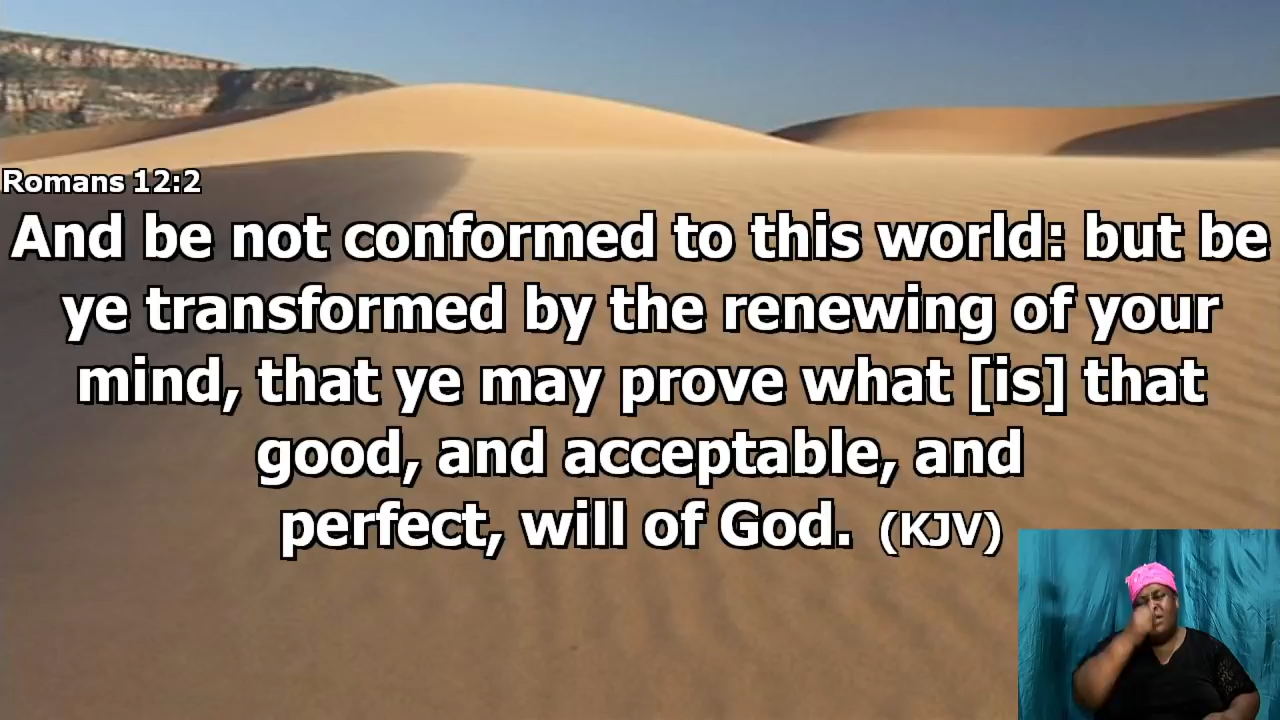 Romans 12:2
And be not conformed to this world: but be
ye transformed by the renewing of your
mind, that ye may prove what [is] that
good, and acceptable, and
perfect, will of God. (KJV)